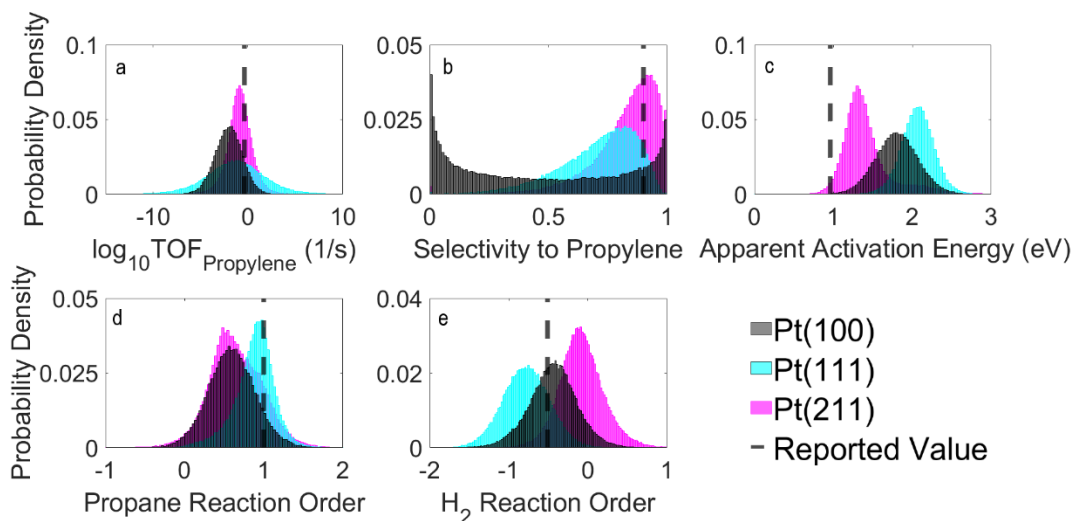 Probability Density
0.1
0.05
0
a
-10
0
10
log10TOFPropylene (1/s)
0.05
0.025
0
b
0
0.5
1
Selectivity to Propylene
0.1
0.05
0
c
0
1
2
3
Apparent Activation Energy (eV)
Probability Density
0.05
0.025
0
d
-1
0
1
2
Propane Reaction Order
0.04
0.02
0
e
-2
-1
0
1
H2 Reaction Order
Pt(100)
Pt(111)
Pt(211)
Reported Value